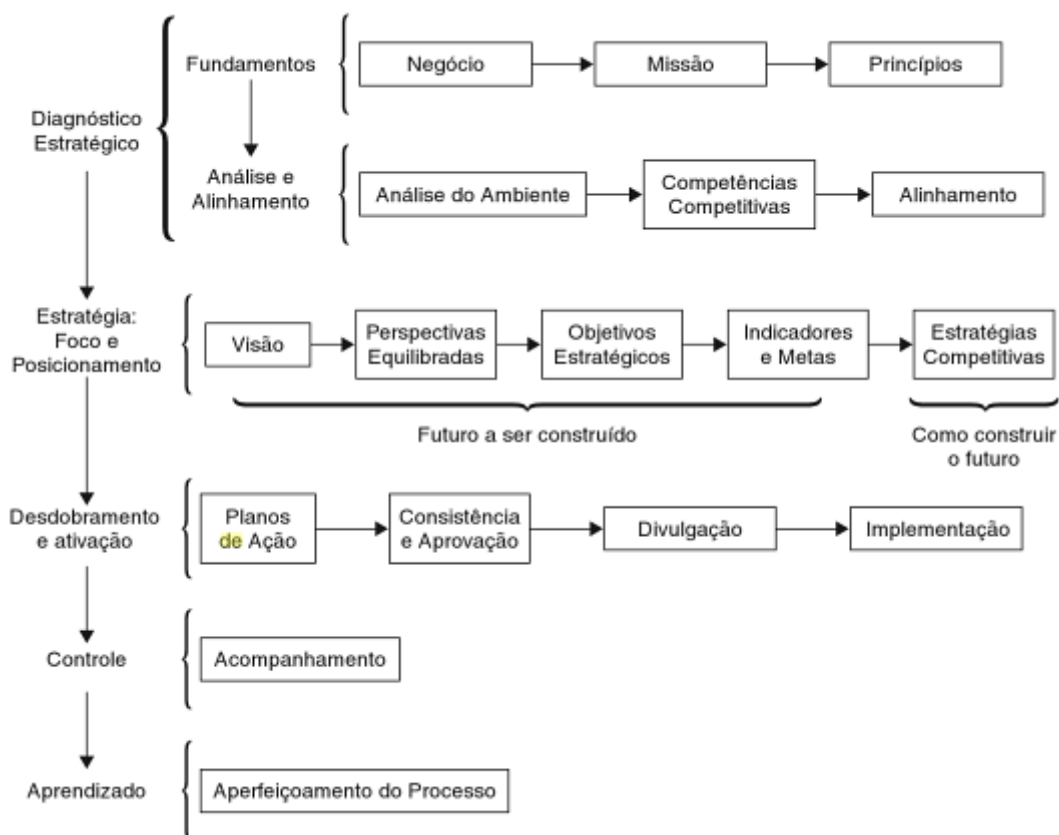 Diagnóstico
Estratégico
Fundamentos
Negócio
Missão
Princípios
Análise e
Alinhamento
Análise do Ambiente
Competências
Competitivas
Alinhamento
Estratégia:
Foco e
Posicionamento
Visão
Perspectivas
Equilibradas
Objetivos
Estratégicos
Indicadores
e Metas
Estratégias
Competitivas
Futuro a ser construído
Como construir
o futuro
Desdobramento
e ativação
Planos
de Ação
Consistência
e Aprovação
Divulgação
Implementação
Controle
Acompanhamento
Aprendizado
Aperfeiçoamento do Processo